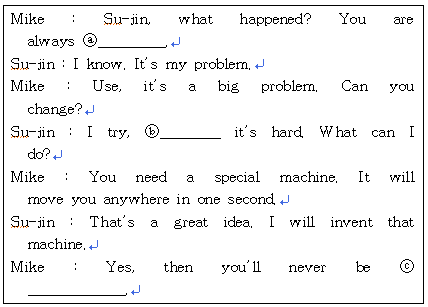 Mike : Su-jin, what happened? You are
always ⓐ________.
Su-jin : I know. It's my problem.
Mike : Use, it's a big problem. Can you
change?
Su-jin : I try, ⓑ_______ it's hard. What can I
do?
Mike : You need a special machine. It will
move you anywhere in one second.
Su-jin : That's a great idea. I will invent that
machine.
Mike : Yes, then you'll never be ⓒ
____________.